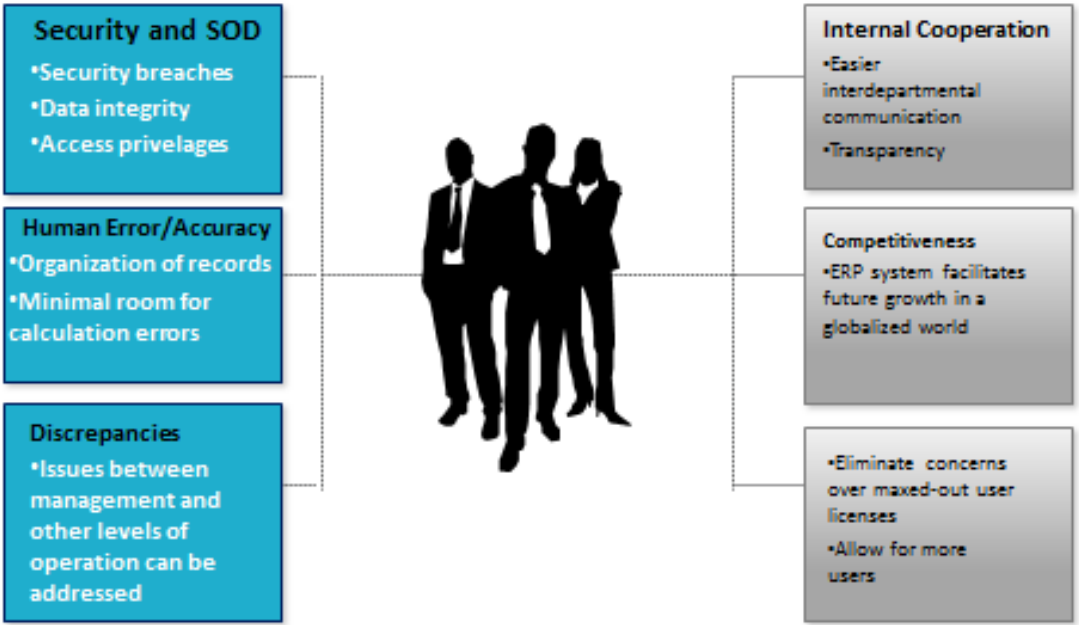 Security and SOD
•Security breaches
•Data integrity
•Access privelages
Human Error/Accuracy
•Organization of records
•Minimal room for
calculation errors
Discrepancies
•Issues between
management and
other levels of
operation can be
addressed
Internal Cooperation
•Easier
interdepartmental
communication
•Transparency
Competitiveness
•ERP system facilitates
future growth in a
globalized world
•Eliminate concerns
over maxed-out user
licenses
•Allow for more
users